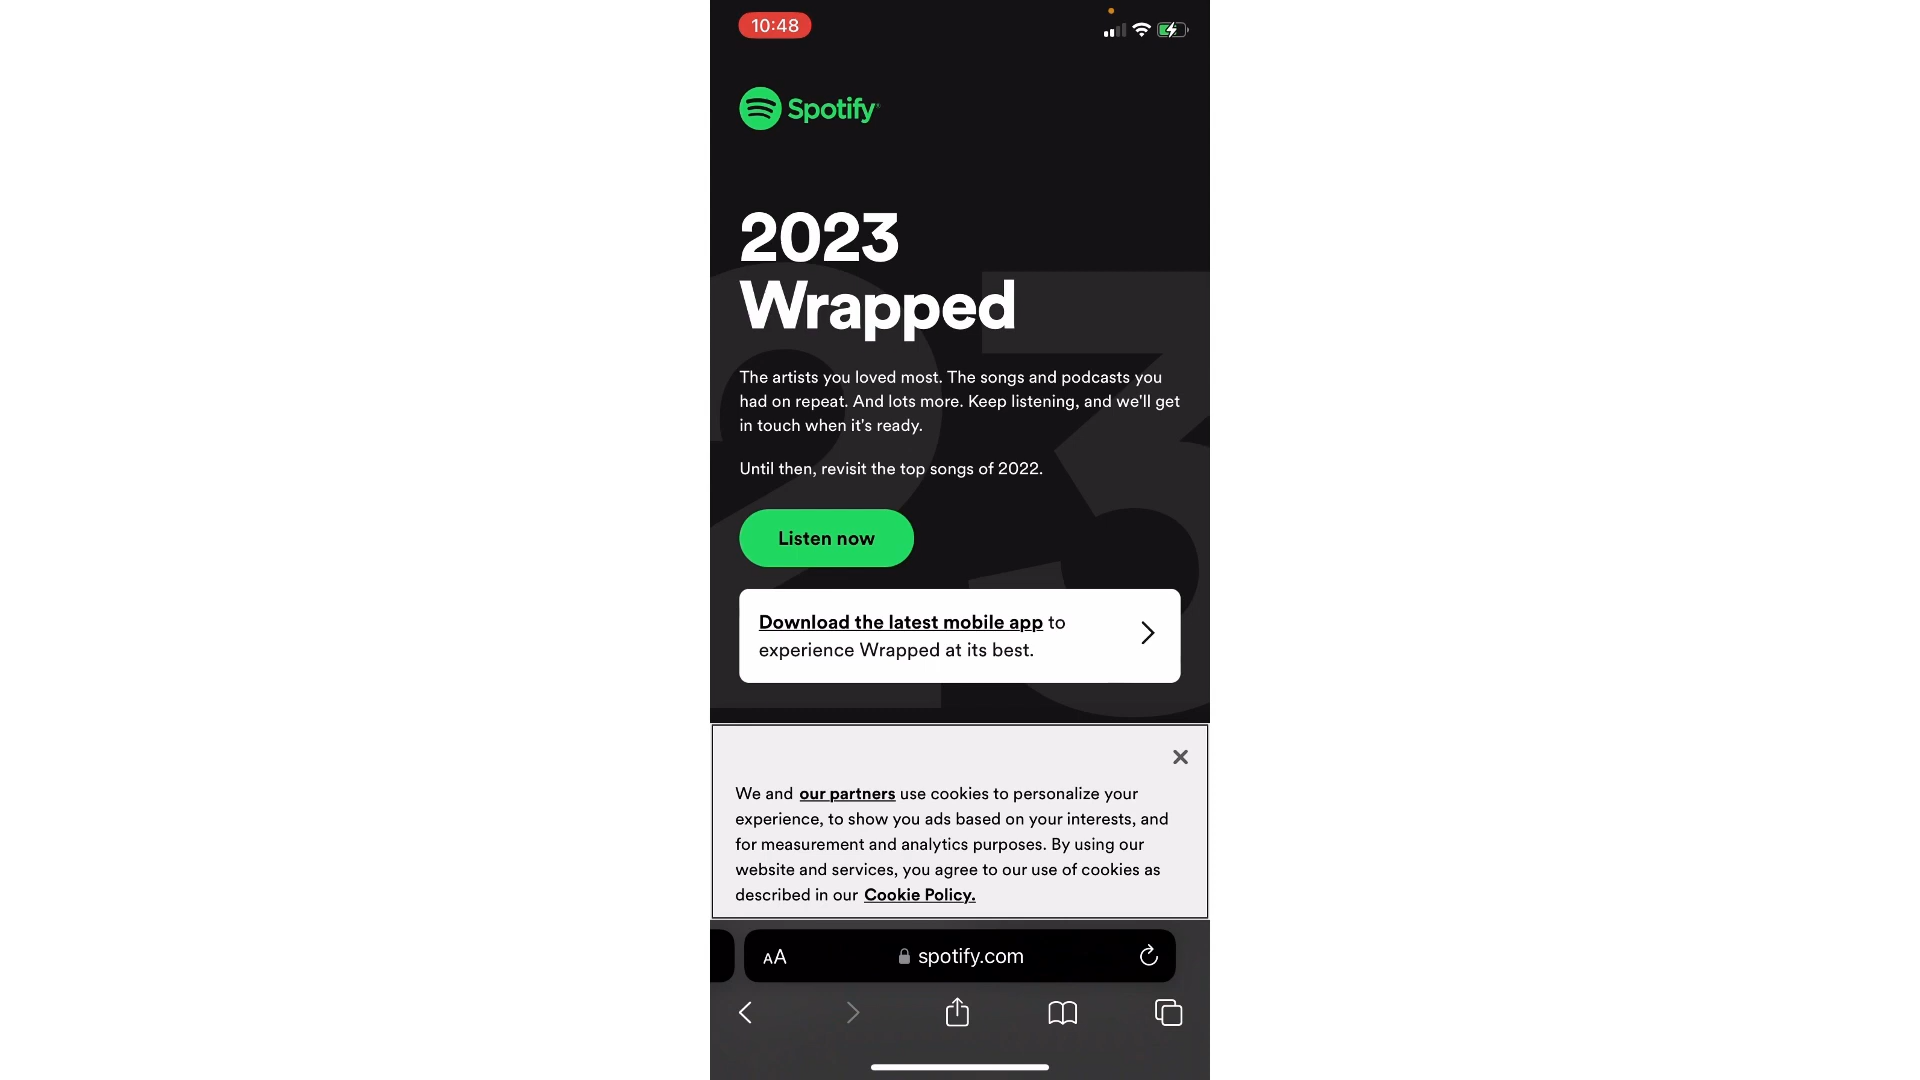 10:48
Spotify
2023
Wrapped
The artists you loved most. The songs and podcasts you
had on repeat. And lots more. Keep listening, and we'll get
in touch when it's ready.
Until then, revisit the top songs of 2022.
Listen now
Download the latest mobile app to
experience Wrapped at its best.
We and our partners use cookies to personalize your
experience, to show you ads based on your interests, and
for measurement and analytics purposes. By using our
website and services, you agree to our use of cookies as
described in our Cookie Policy.
AA spotify.com